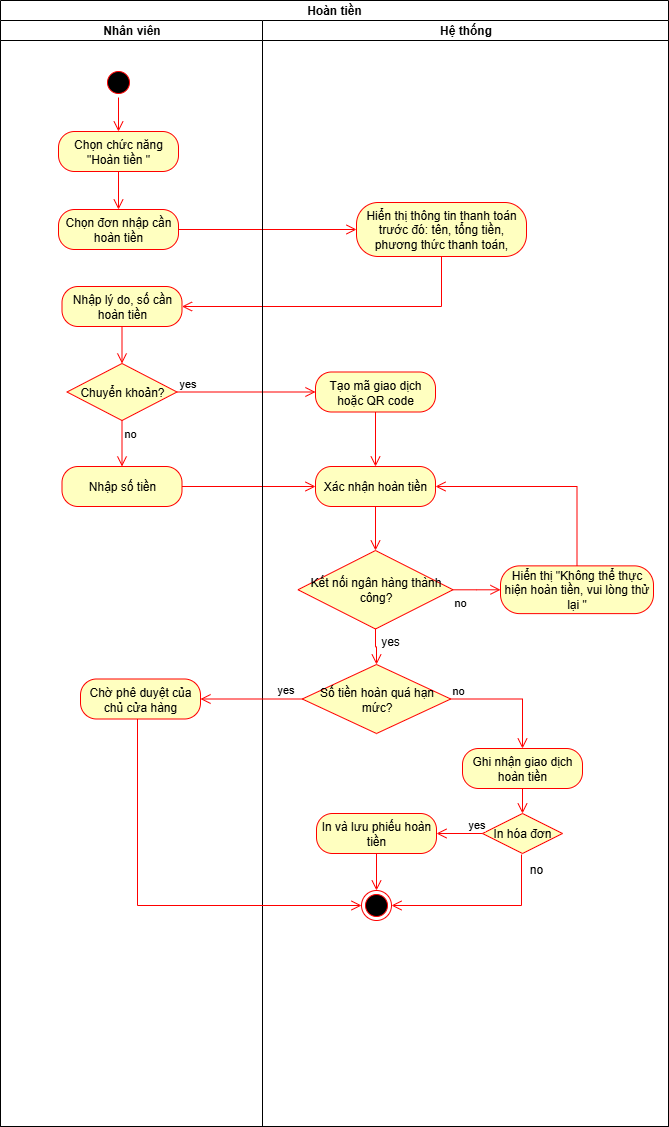 Hoàn tiền
Nhân viên
Hệ thống
Chọn chức năng
"Hoàn tiền "
Chọn đơn nhập cần
hoàn tiền
Hiển thị thông tin thanh toán
trước đó: tên, tổng tiền,
phương thức thanh toán,
Nhập lý do, số cần
hoàn tiền
Chuyển khoản?
yes
Tạo mã giao dịch
hoặc QR code
no
Nhập số tiền
Xác nhận hoàn tiền
Kết nối ngân hàng thành
công?
no
Hiển thị "Không thể thực
hiện hoàn tiền, vui lòng thử
lại "
yes
Số tiền hoàn quá hạn
mức?
yes
no
Chờ phê duyệt của
chủ cửa hàng
Ghi nhận giao dịch
hoàn tiền
In hóa đơn
yes
In và lưu phiếu hoàn
tiền
no